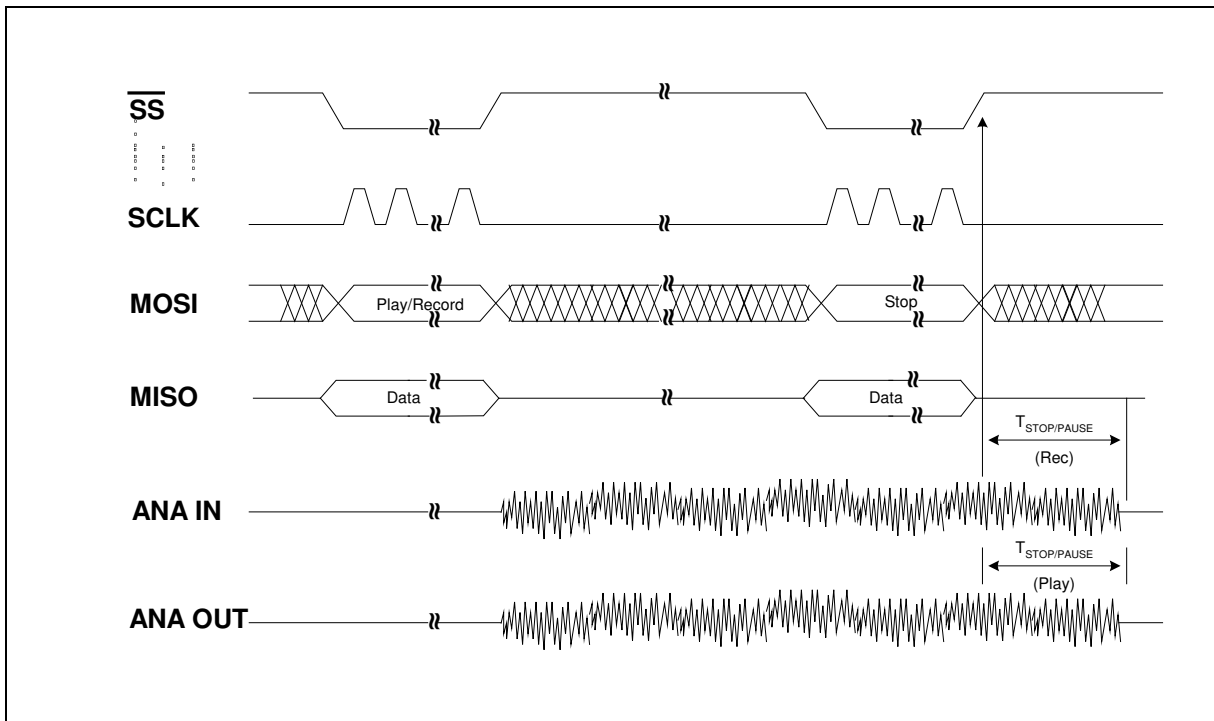 SS
SCLK
MOSI
Play/Record
Stop
MISO
Data
Data
TSTOP/PAUSE
(Rec)
ANA IN
TSTOP/PAUSE
(Play)
ANA OUT